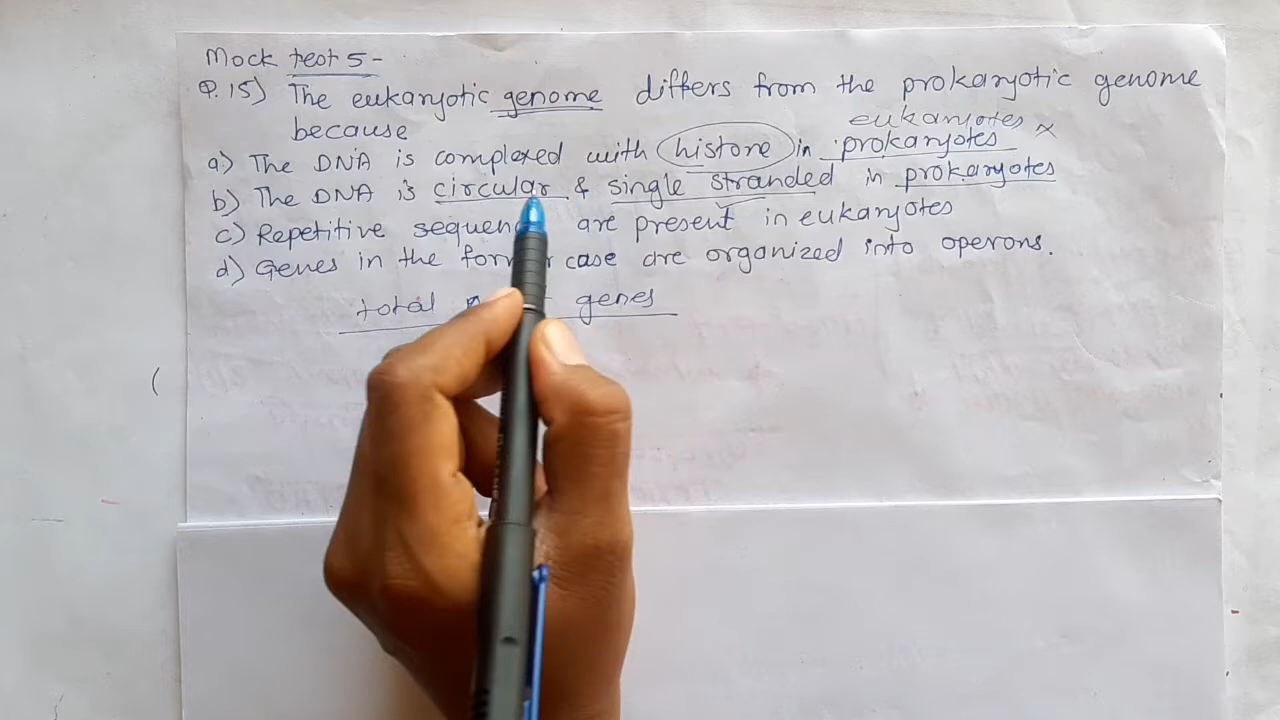 Mock test 5-
Q.15) The eukaryotic genome differs from the prokaryotic genome
because
eukaryotes x
a) The DNA is complexed with histone in prokaryotes
b) The DNA is circular & single stranded in prokaryotes
c) Repetitive sequen are present in eukaryotes
d) Genes in the for r case are organized into operons.
total genes